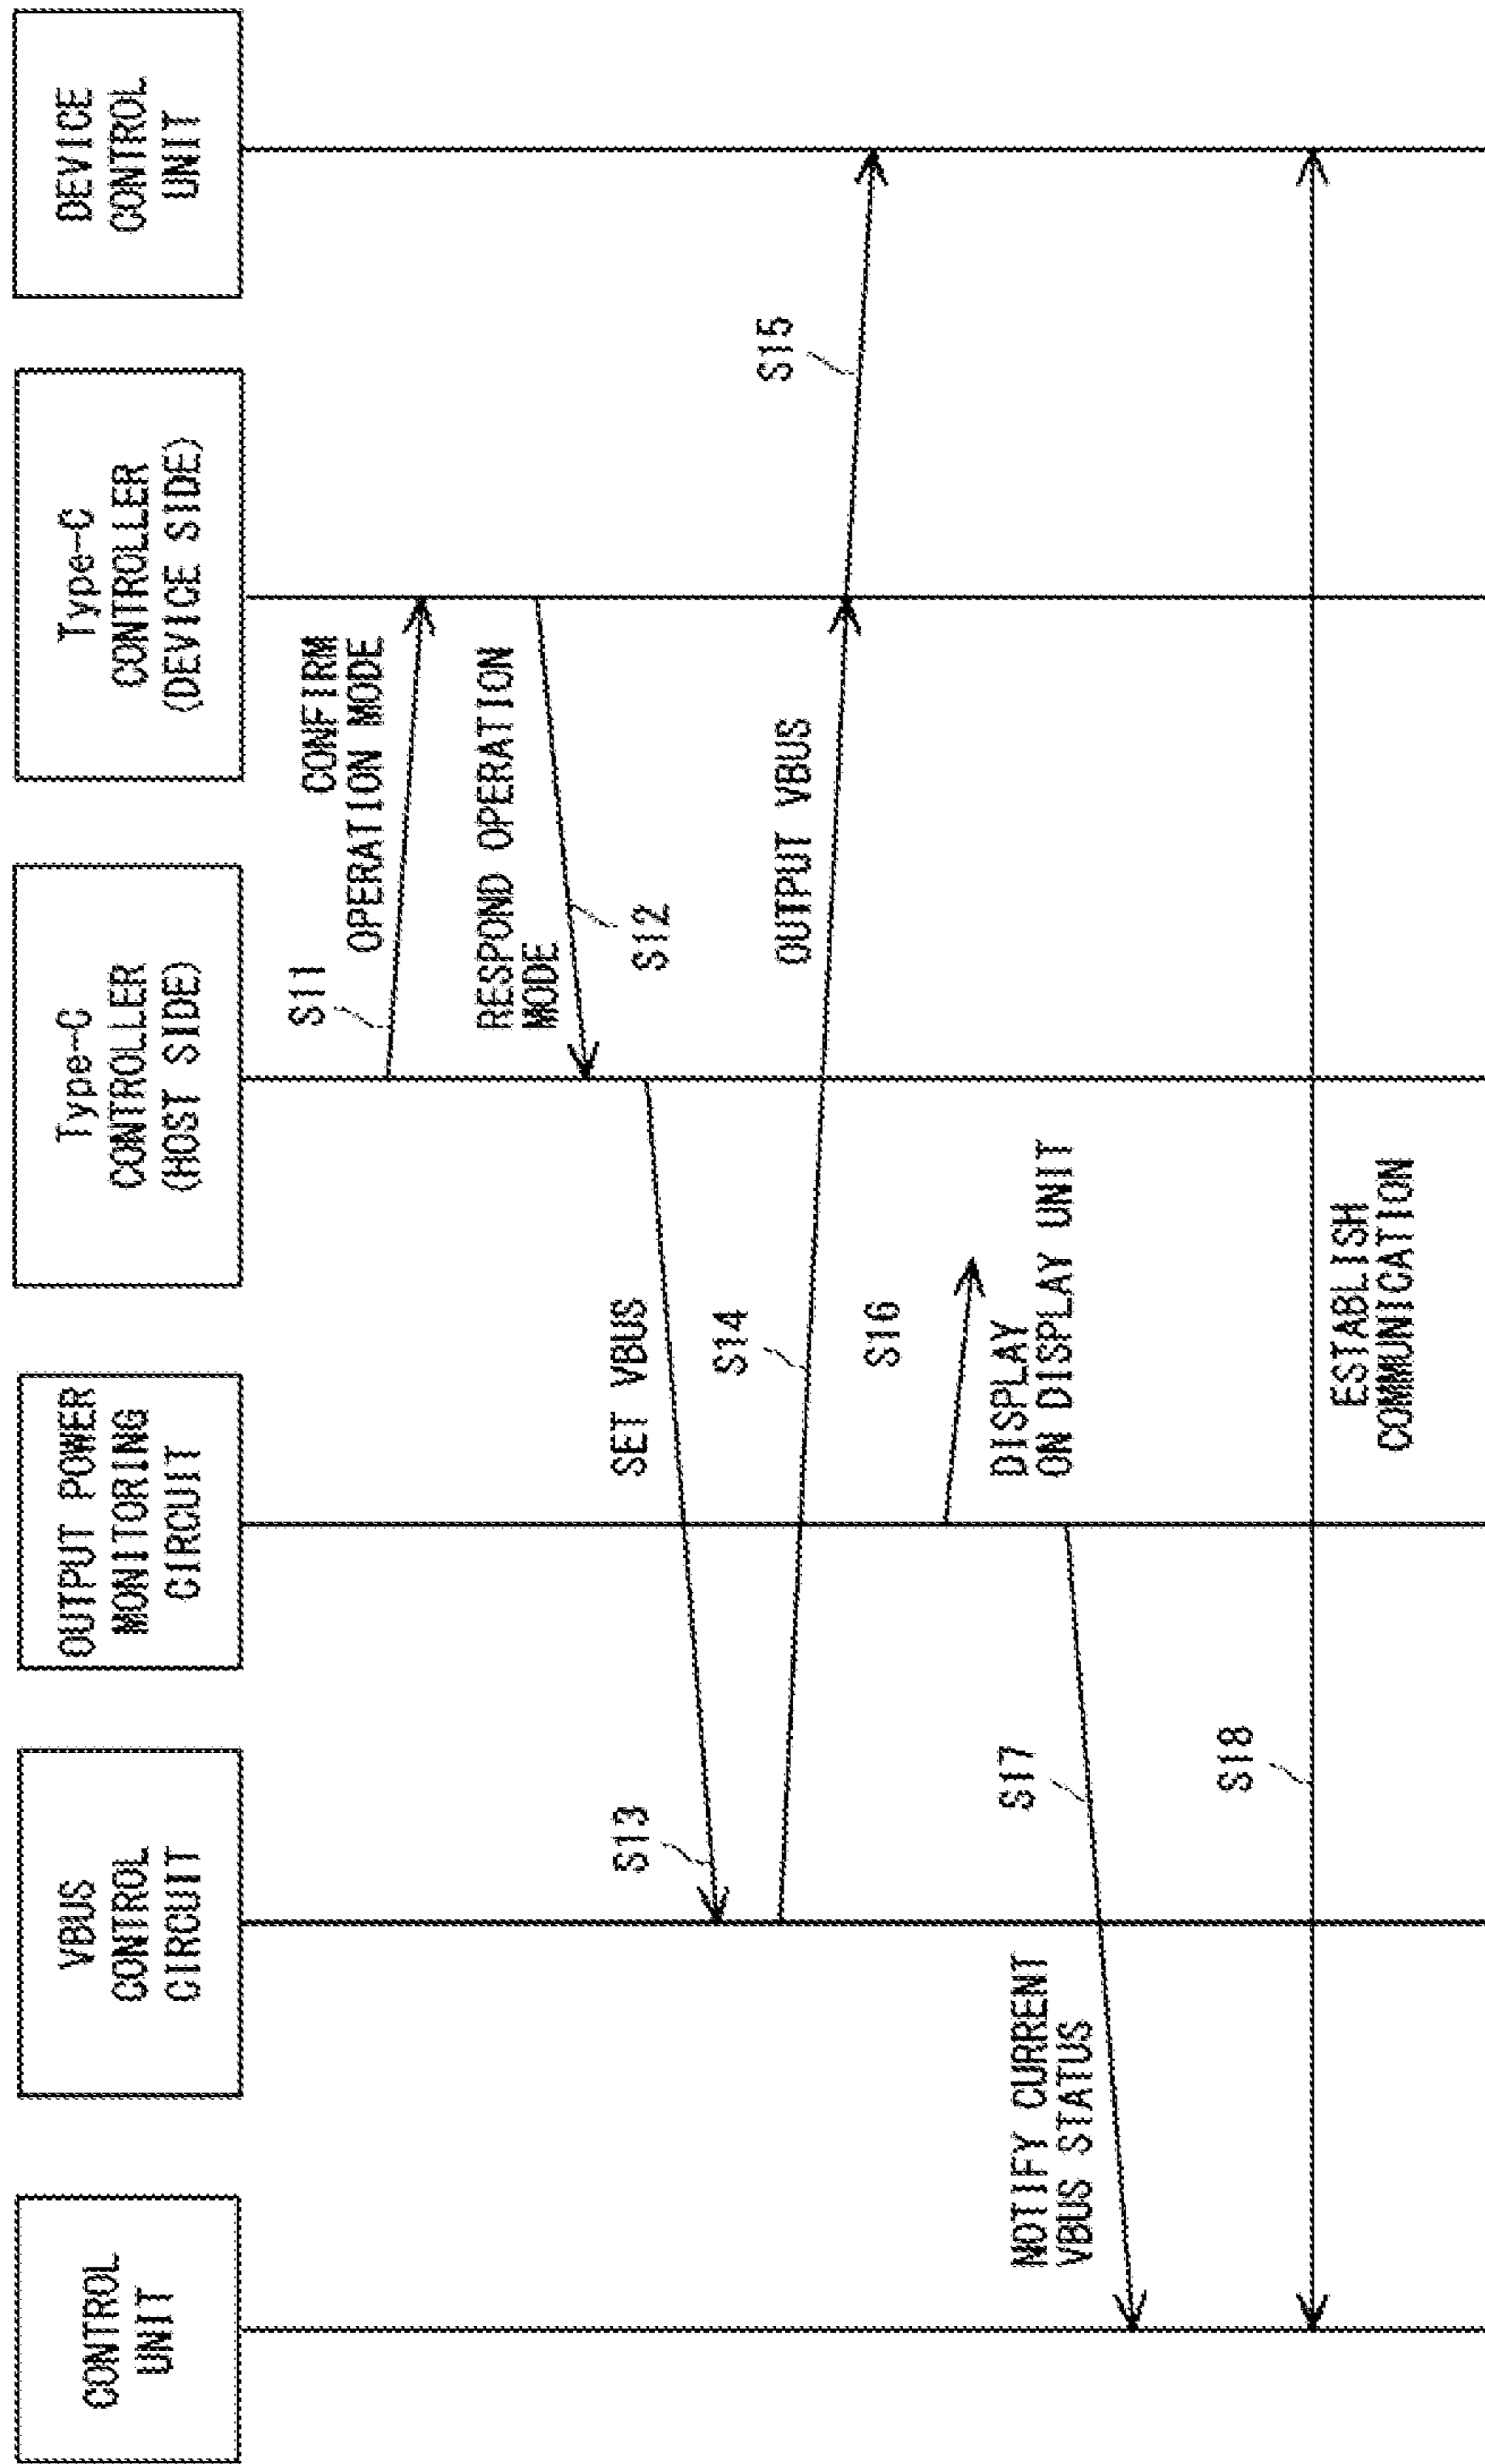 CONTROL
UNIT
VBUS
CONTROL
CIRCUIT
OUTPUT POWER
MONITORING
CIRCUIT
Type-C
CONTROLLER
(HOST SIDE)
Type-C
CONTROLLER
(DEVICE SIDE)
DEVICE
CONTROL
UNIT
S11
CONFIRM
OPERATION MODE
RESPOND OPERATION
MODE
S12
S13
SET VBUS
S14
OUTPUT VBUS
S15
S16
DISPLAY
ON DISPLAY UNIT
NOTIFY CURRENT
VBUS STATUS
S17
S18
ESTABLISH
COMMUNICATION